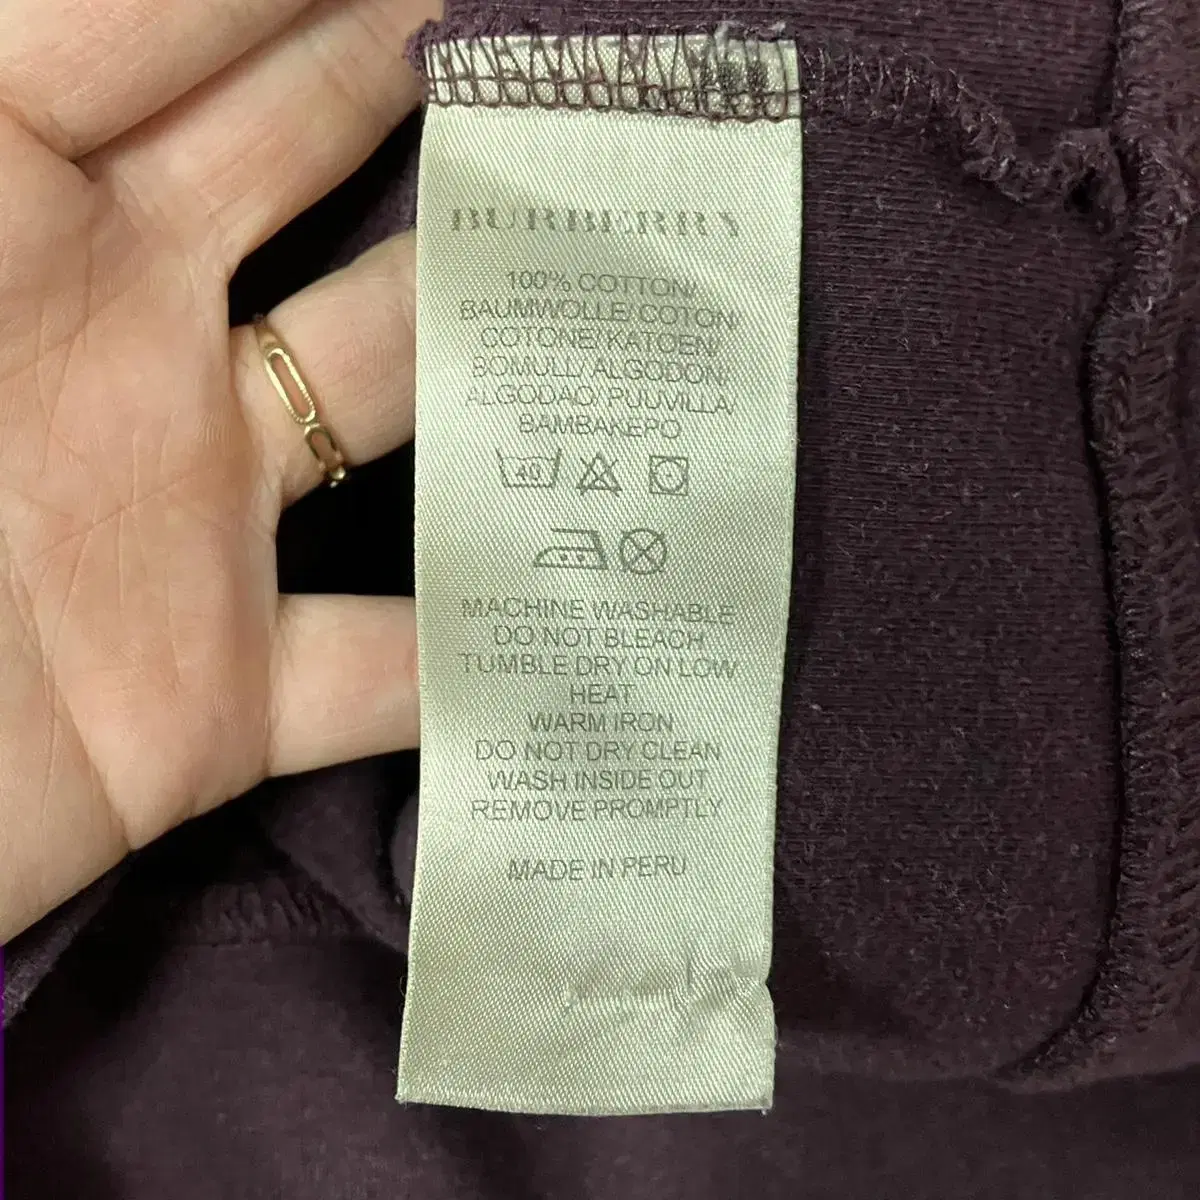 BURBERRY
100% COTTON/
BAUMWOLLE/COTON/
COTONE/KATOEN/
BOMULL/ALGODON/
ALGODAO/PUUVILLA
BAMBAKEPO
40
MACHINE WASHABLE
DO NOT BLEACH
TUMBLE DRY ON LOW
HEAT
WARM IRON
DO NOT DRY CLEAN
WASH INSIDE OUT
REMOVE PROMPTLY
MADE IN PERU